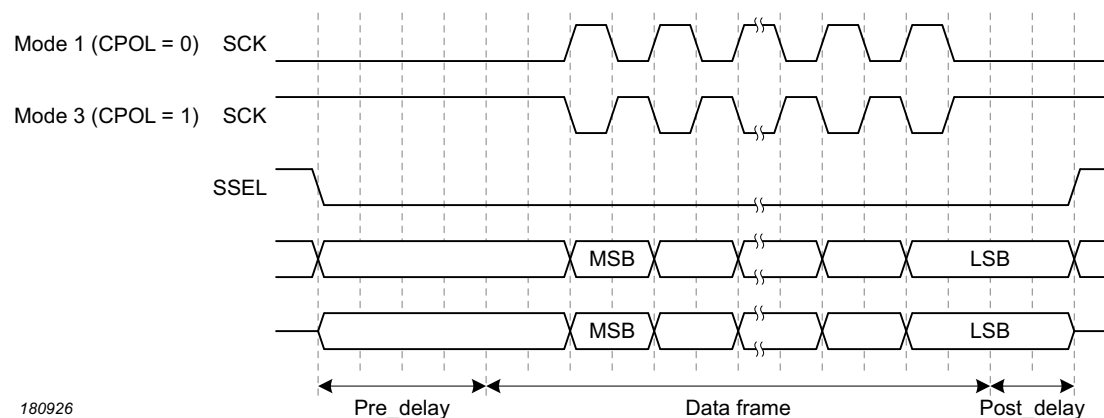 Mode 1 (CPOL = 0) SCK
Mode 3 (CPOL = 1) SCK
SSEL
MSB LSB
MSB LSB
Pre_delay Data frame Post_delay
180926